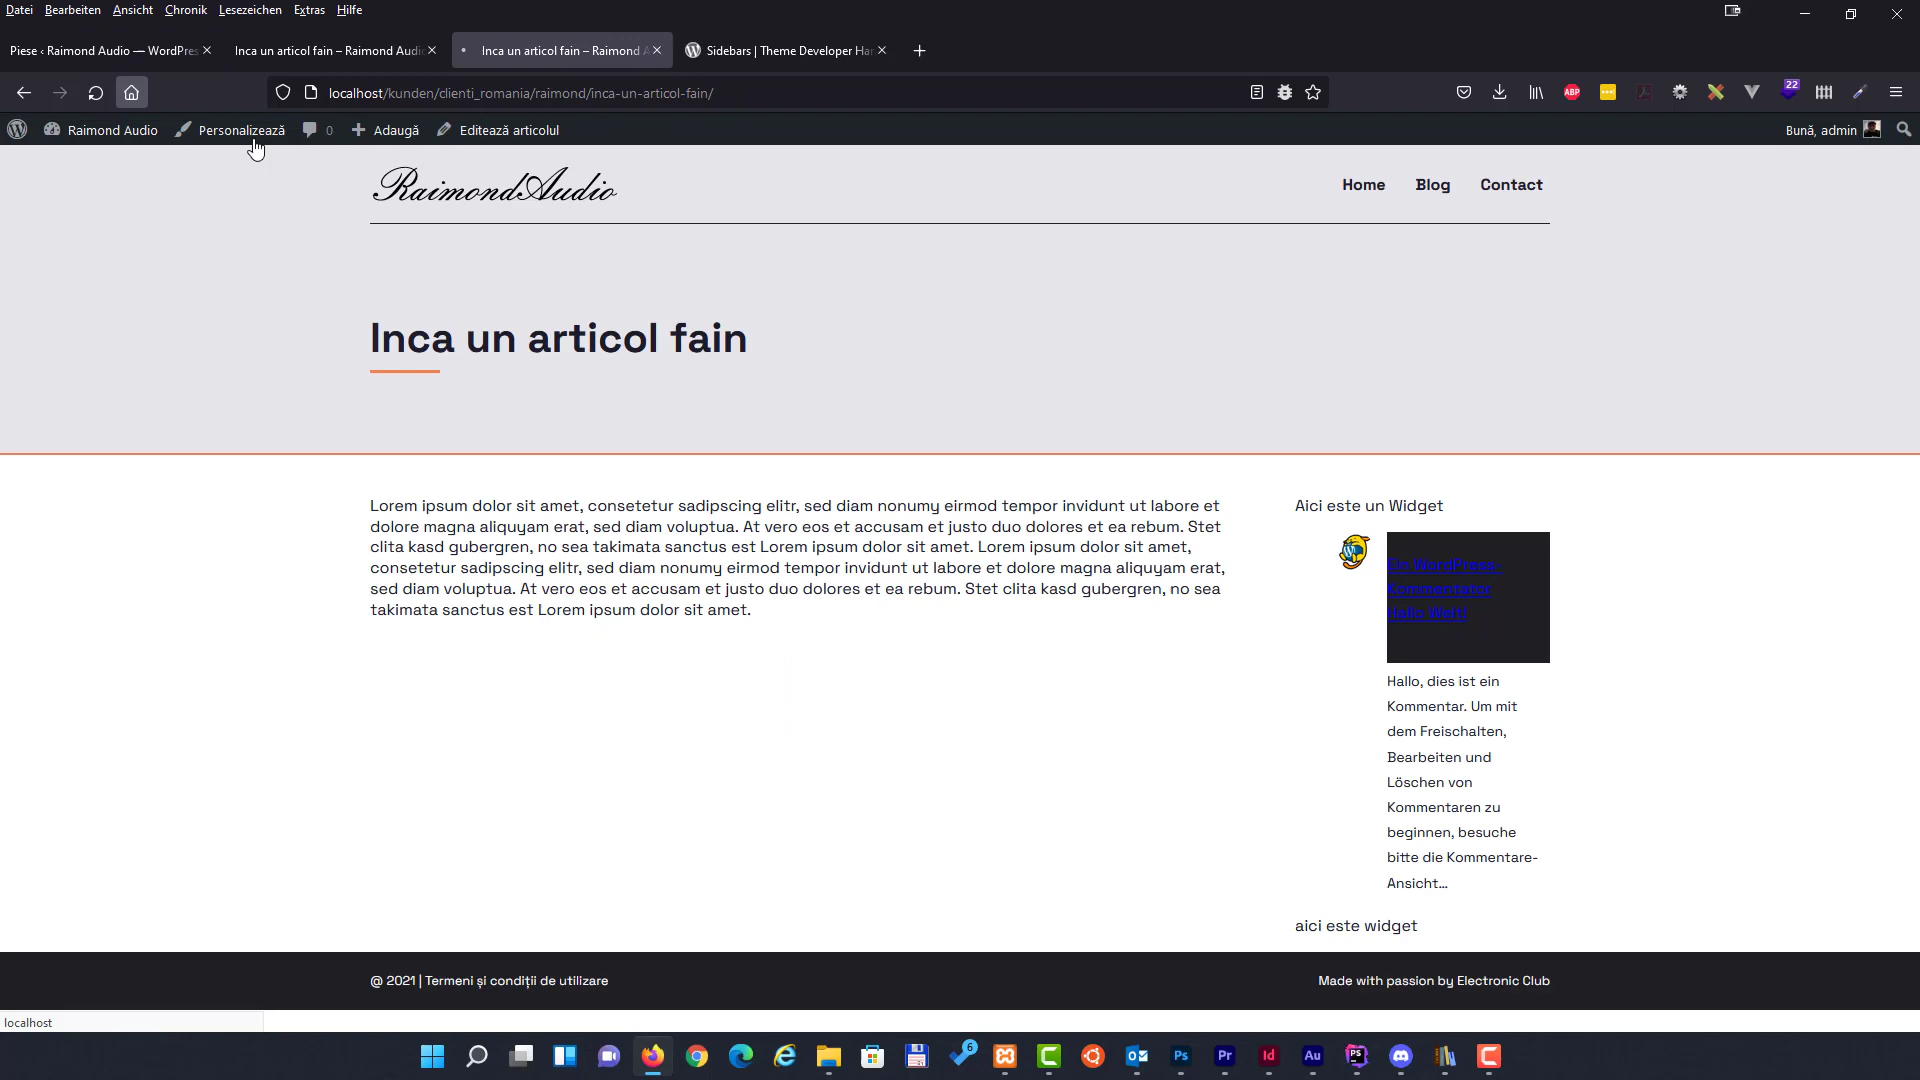 Datei Bearbeiten Ansicht Chronik Lesezeichen Extras Hilfe
Piese ‹ Raimond Audio — WordPres
Inca un articol fain – Raimond Audi
Inca un articol fain – Raimond A
Sidebars | Theme Developer Han
localhost/kunden/clienti_romania/raimond/inca-un-articol-fain/
ABP
22
Raimond Audio Personalizează 0 Adaugă Editează articolul
Bună, admin
RaimondAudio
Home Blog Contact
Inca un articol fain
Lorem ipsum dolor sit amet, consetetur sadipscing elitr, sed diam nonumy eirmod tempor invidunt ut labore et
dolore magna aliquyam erat, sed diam voluptua. At vero eos et accusam et justo duo dolores et ea rebum. Stet
clita kasd gubergren, no sea takimata sanctus est Lorem ipsum dolor sit amet. Lorem ipsum dolor sit amet,
consetetur sadipscing elitr, sed diam nonumy eirmod tempor invidunt ut labore et dolore magna aliquyam erat,
sed diam voluptua. At vero eos et accusam et justo duo dolores et ea rebum. Stet clita kasd gubergren, no sea
takimata sanctus est Lorem ipsum dolor sit amet.
Aici este un Widget
Ein WordPress-
Kommentator
Hallo Welt!
Hallo, dies ist ein
Kommentar. Um mit
dem Freischalten,
Bearbeiten und
Löschen von
Kommentaren zu
beginnen, besuche
bitte die Kommentare-
Ansicht…
aici este widget
@ 2021 | Termeni și condiții de utilizare
Made with passion by Electronic Club
localhost
6
Ps
Pr
Id
Au
PS